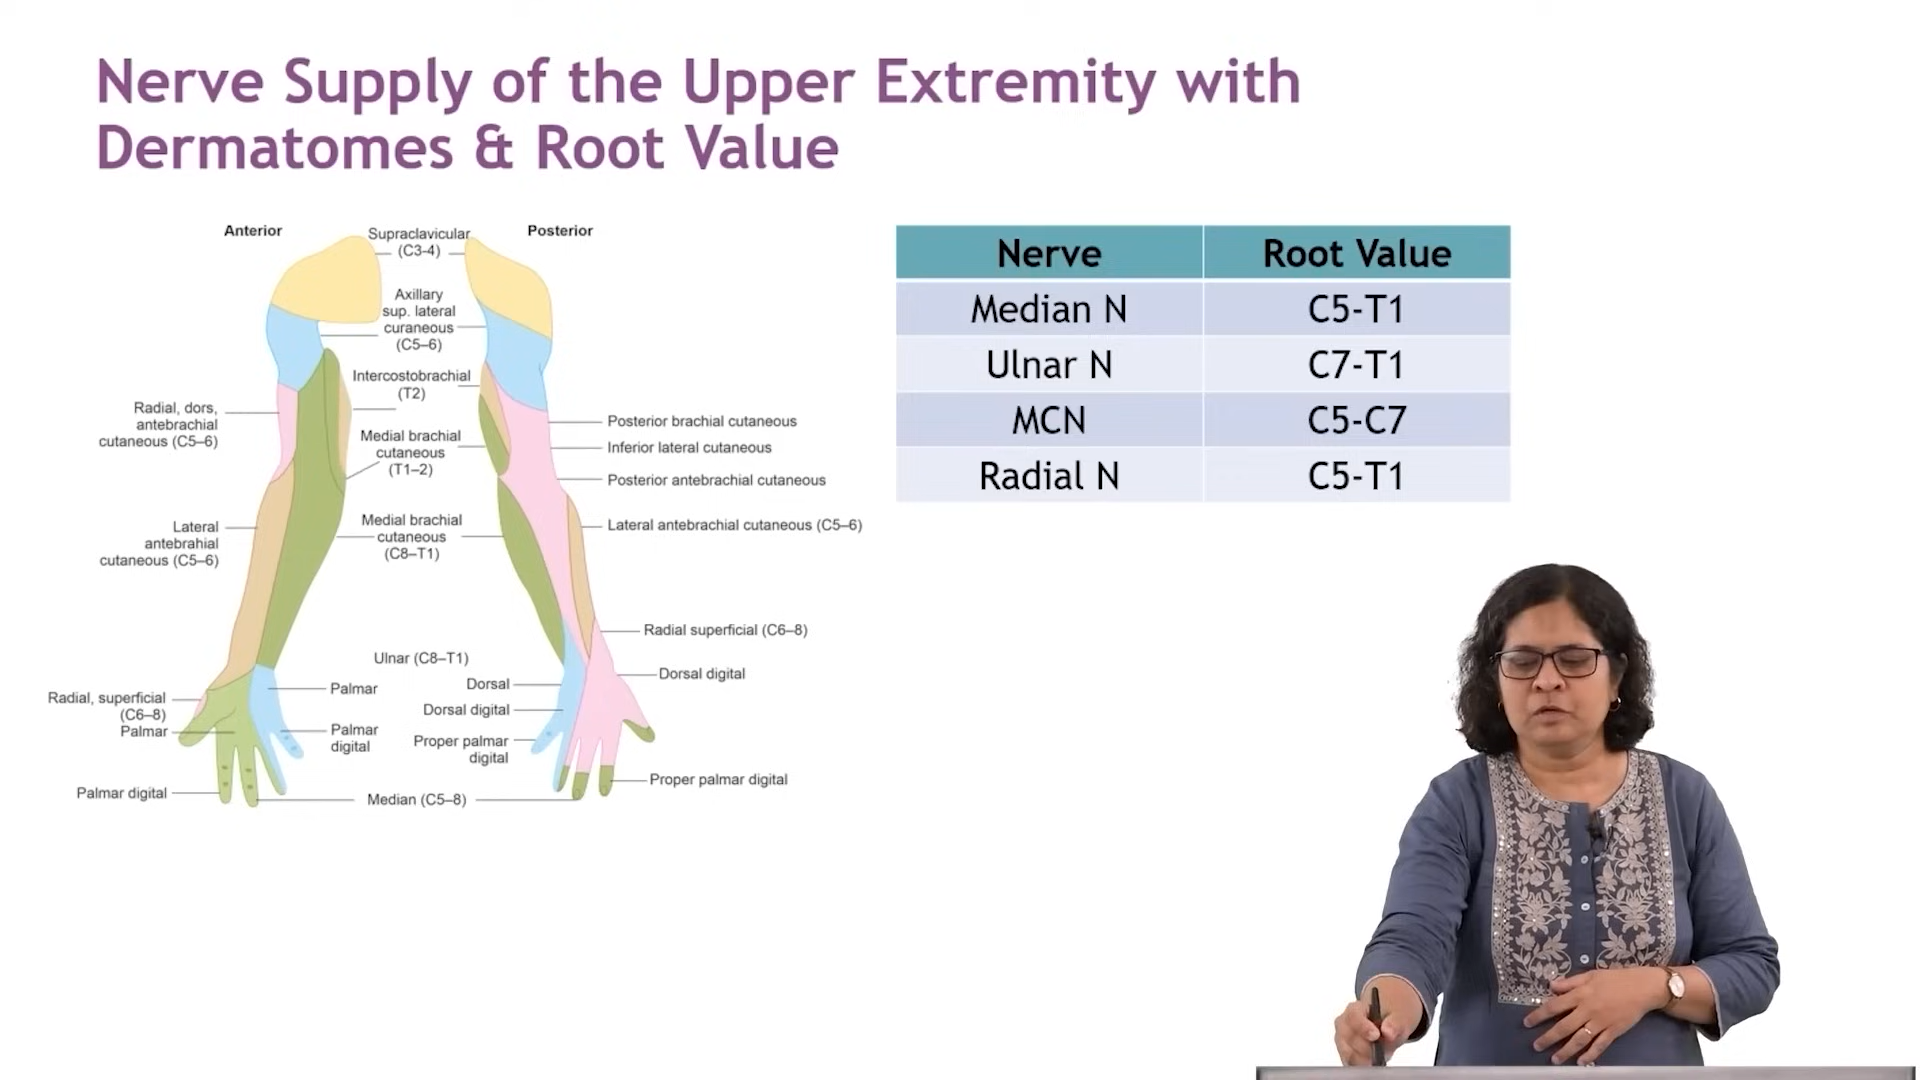 Nerve Supply of the Upper Extremity with
Dermatomes & Root Value
Anterior
Supraclavicular
(C3-4)
Posterior
Axillary
sup. lateral
curaneous
(C5–6)
Intercostobrachial
(T2)
Radial, dors,
antebrachial
cutaneous (C5–6)
Medial brachial
cutaneous
(T1–2)
Posterior brachial cutaneous
Inferior lateral cutaneous
Posterior antebrachial cutaneous
Lateral
antebrahial
cutaneous (C5–6)
Medial brachial
cutaneous
(C8–T1)
Lateral antebrachial cutaneous (C5–6)
Radial superficial (C6–8)
Ulnar (C8–T1)
Dorsal digital
Radial, superficial
(C6–8)
Palmar
Palmar
Palmar
digital
Dorsal
Dorsal digital
Proper palmar
digital
Palmar digital
Median (C5–8)
Proper palmar digital
Nerve Root Value
Median N C5-T1
Ulnar N C7-T1
MCN C5-C7
Radial N C5-T1